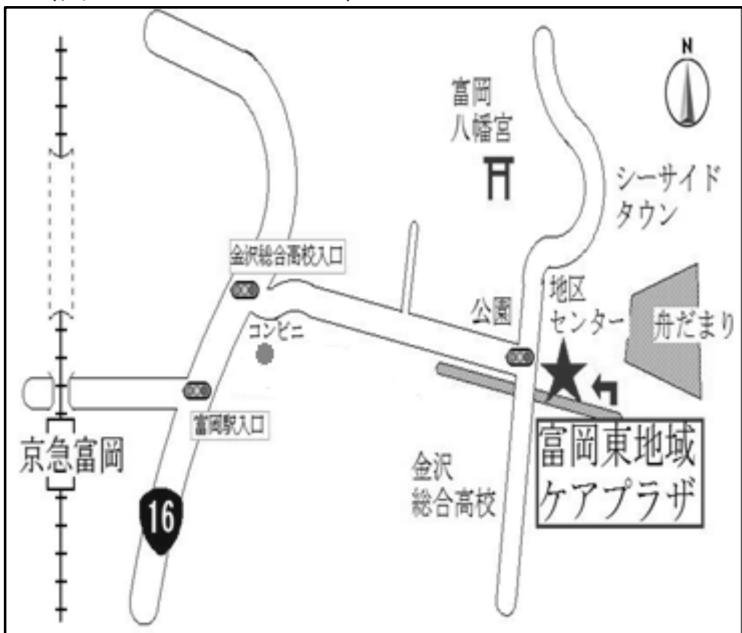 N
富岡
八幡宮
シーサイド
タウン
金沢総合高校入口
地区
センター
公園
舟だまり
コンビニ
富岡駅入口
京急富岡
富岡東地域
ケアプラザ
金沢
総合高校
16